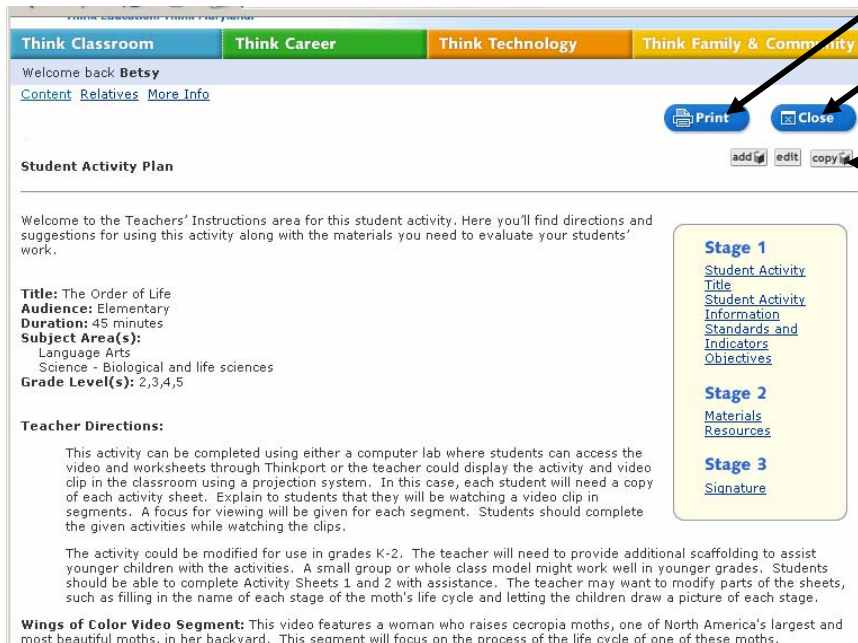 Think Education. Think Maryland.
Think Classroom Think Career Think Technology Think Family & Community
Welcome back Betsy
Content Relatives More Info
Print Close
add edit copy
Student Activity Plan
Welcome to the Teachers' Instructions area for this student activity. Here you'll find directions and
suggestions for using this activity along with the materials you need to evaluate your students'
work.
Title: The Order of Life
Audience: Elementary
Duration: 45 minutes
Subject Area(s):
Language Arts
Science - Biological and life sciences
Grade Level(s): 2,3,4,5
Stage 1
Student Activity
Title
Student Activity
Information
Standards and
Indicators
Objectives
Stage 2
Materials
Resources
Stage 3
Signature
Teacher Directions:
This activity can be completed using either a computer lab where students can access the
video and worksheets through Thinkport or the teacher could display the activity and video
clip in the classroom using a projection system. In this case, each student will need a copy
of each activity sheet. Explain to students that they will be watching a video clip in
segments. A focus for viewing will be given for each segment. Students should complete
the given activities while watching the clips.
The activity could be modified for use in grades K-2. The teacher will need to provide additional scaffolding to assist
younger children with the activities. A small group or whole class model might work well in younger grades. Students
should be able to complete Activity Sheets 1 and 2 with assistance. The teacher may want to modify parts of the sheets,
such as filling in the name of each stage of the moth's life cycle and letting the children draw a picture of each stage.
Wings of Color Video Segment: This video features a woman who raises cecropia moths, one of North America's largest and
most beautiful moths, in her backyard. This segment will focus on the process of the life cycle of one of these moths.